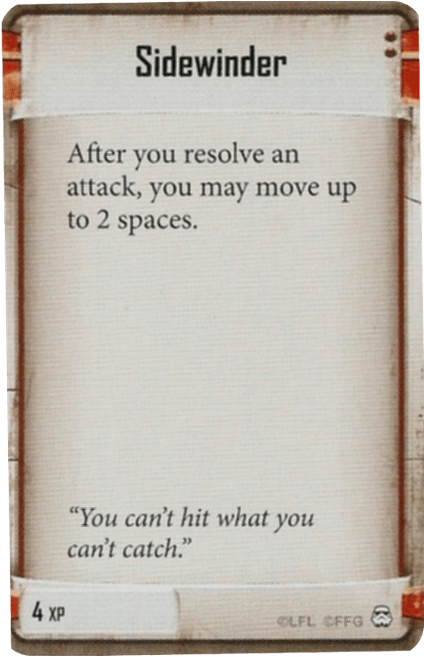 Sidewinder
After you resolve an
attack, you may move up
to 2 spaces.
“You can’t hit what you
can’t catch.”
4 XP
©LFL ©FFG